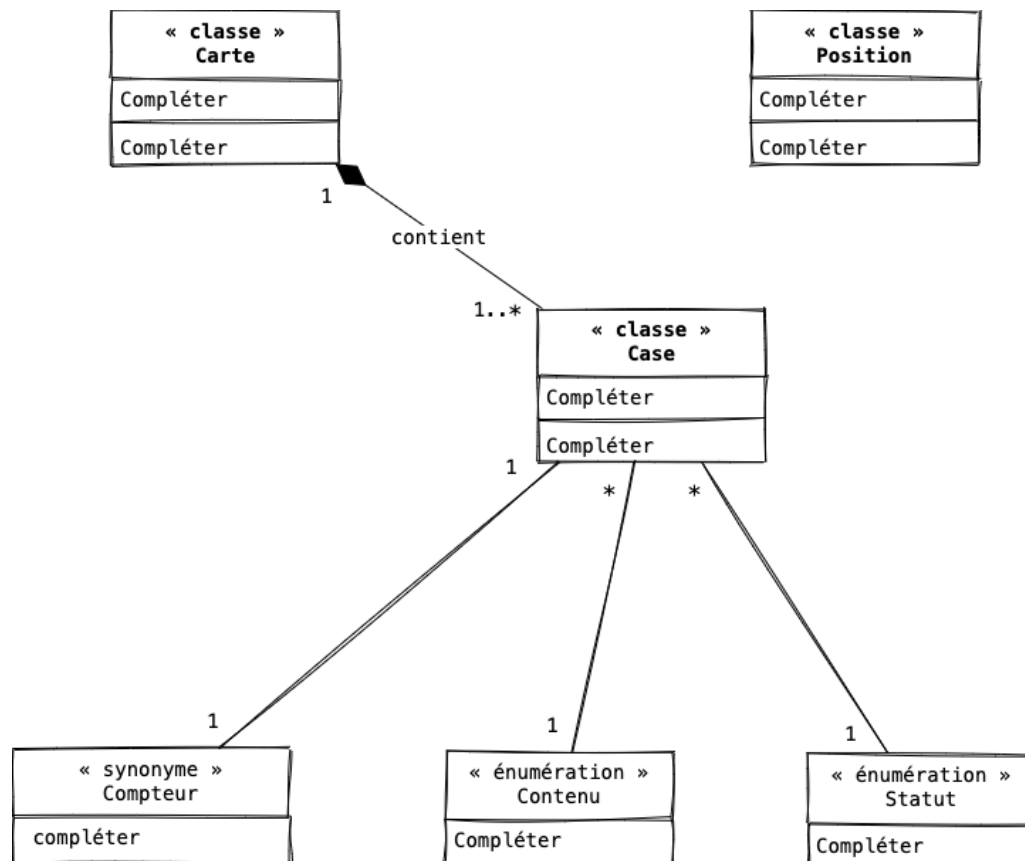 « classe »
Carte
Compléter
Compléter
« classe »
Position
Compléter
Compléter
1
contient
1..*
« classe »
Case
Compléter
Compléter
1
*
*
1
1
1
« synonyme »
Compteur
compléter
« énumération »
Contenu
Compléter
« énumération »
Statut
Compléter